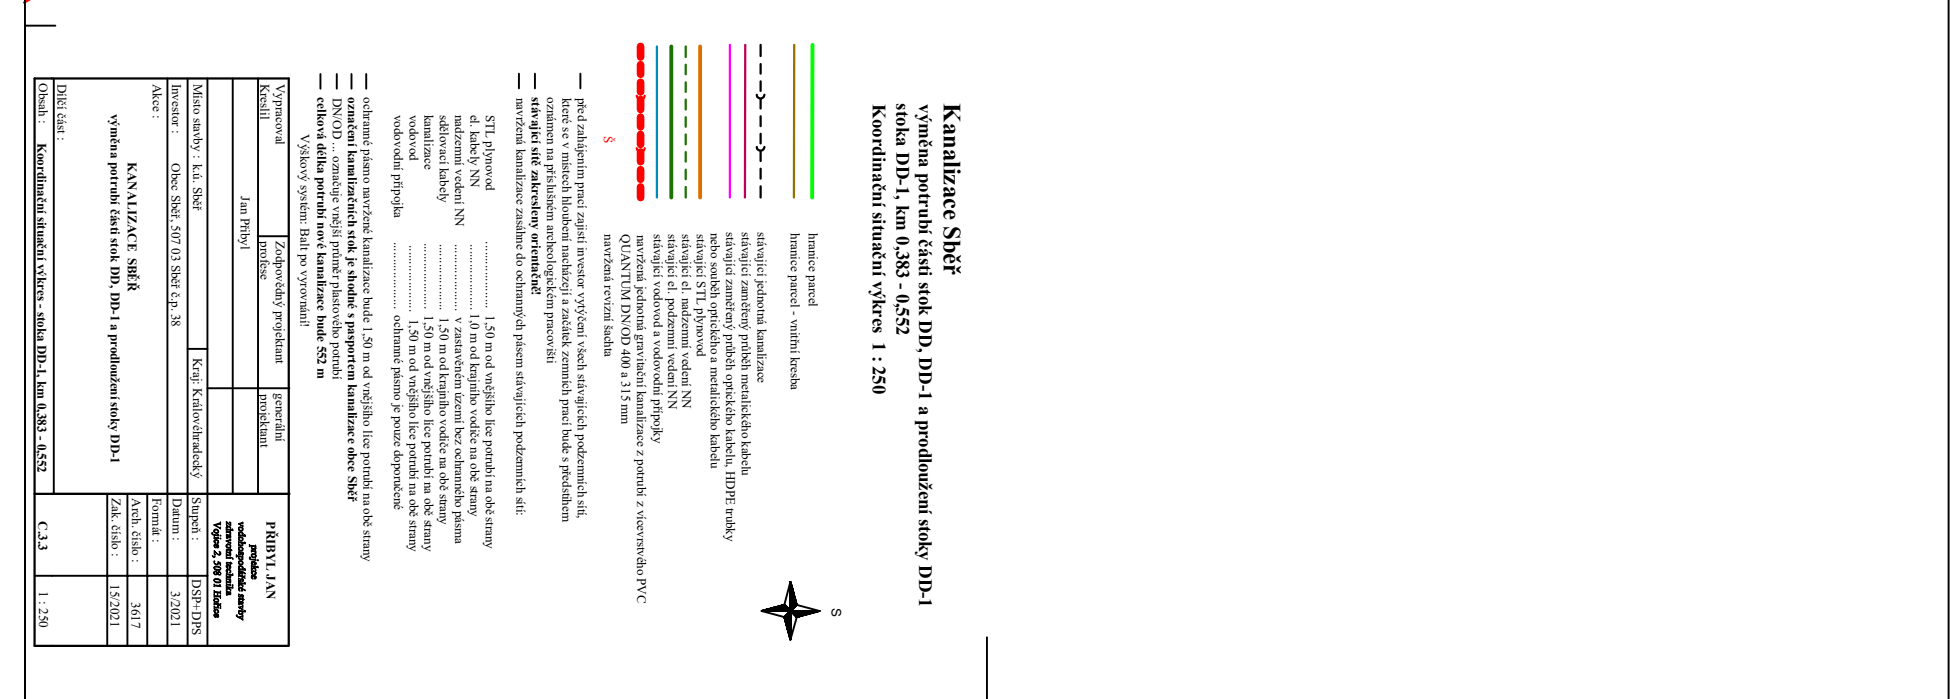 Kanalizace Sběř
výměna potrubí části stok DD, DD-1 a prodloužení stoky DD-1
stoka DD-1, km 0,383 - 0,552
Koordinační situační výkres 1 : 250
S
hranice parcel
hranice parcel - vnitřní kresba
stávající jednotná kanalizace
stávající zaměřený průběh metalického kabelu
stávající zaměřený průběh optického kabelu, HDPE trubky
nebo souběh optického a metalického kabelu
stávající STL plynovod
stávající el. nadzemní vedení NN
stávající el. podzemní vedení NN
stávající vodovod a vodovodní přípojky
navržená jednotná gravitační kanalizace z potrubí z vícevrstvého PVC
QUANTUM DN/OD 400 a 315 mm
Š navržená revizní šachta
— před zahájením prací zajistí investor vytýčení všech stávajících podzemních sítí,
které se v místech hloubení nacházejí a začátek zemních prací bude s předstihem
oznámen na příslušném archeologickém pracovišti
— stávající sítě zakresleny orientačně!
— navržená kanalizace zasáhne do ochranných pásem stávajících podzemních sítí:
STL plynovod .................... 1,50 m od vnějšího líce potrubí na obě strany
el. kabely NN .................... 1,0 m od krajního vodiče na obě strany
nadzemní vedení NN .................... v zastavěném území bez ochranného pásma
sdělovací kabely .................... 1,50 m od krajního vodiče na obě strany
kanalizace .................... 1,50 m od vnějšího líce potrubí na obě strany
vodovod .................... 1,50 m od vnějšího líce potrubí na obě strany
vodovodní přípojka .................... ochranné pásmo je pouze doporučené
— ochranné pásmo navržené kanalizace bude 1,50 m od vnějšího líce potrubí na obě strany
— označení kanalizačních stok je shodné s pasportem kanalizace obce Sběř
— DN/OD ... označuje vnější průměr plastového potrubí
— celková délka potrubí nové kanalizace bude 552 m
Výškový systém: Balt po vyrovnání!
Vypracoval
Kreslil
Zodpovědný projektant
profese
generální
projektant
Jan Přibyl
PŘIBYL JAN
projekce
vodohospodářské stavby
zdravotní technika
Vojice 2, 508 01 Hořice
Místo stavby : k.ú. Sběř Kraj: Královéhradecký Stupeň : DSP+DPS
Investor : Obec Sběř, 507 03 Sběř č.p. 38 Datum : 3/2021
Akce : Formát :
KANALIZACE SBĚŘ Arch. číslo : 3617
výměna potrubí části stok DD, DD-1 a prodloužení stoky DD-1 Zak. číslo : 15/2021
Dílčí část :
Obsah : Koordinační situační výkres - stoka DD-1, km 0,383 - 0,552 C.3.3 1 : 250